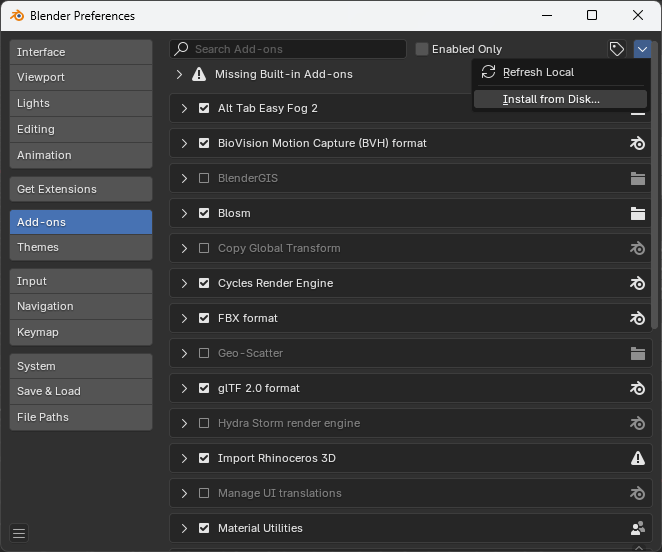 Blender Preferences
Interface
Viewport
Lights
Editing
Animation
Get Extensions
Add-ons
Themes
Input
Navigation
Keymap
System
Save & Load
File Paths
Search Add-ons
Enabled Only
Refresh Local
Install from Disk...
Missing Built-in Add-ons
Alt Tab Easy Fog 2
BioVision Motion Capture (BVH) format
BlenderGIS
Blosm
Copy Global Transform
Cycles Render Engine
FBX format
Geo-Scatter
glTF 2.0 format
Hydra Storm render engine
Import Rhinoceros 3D
Manage UI translations
Material Utilities